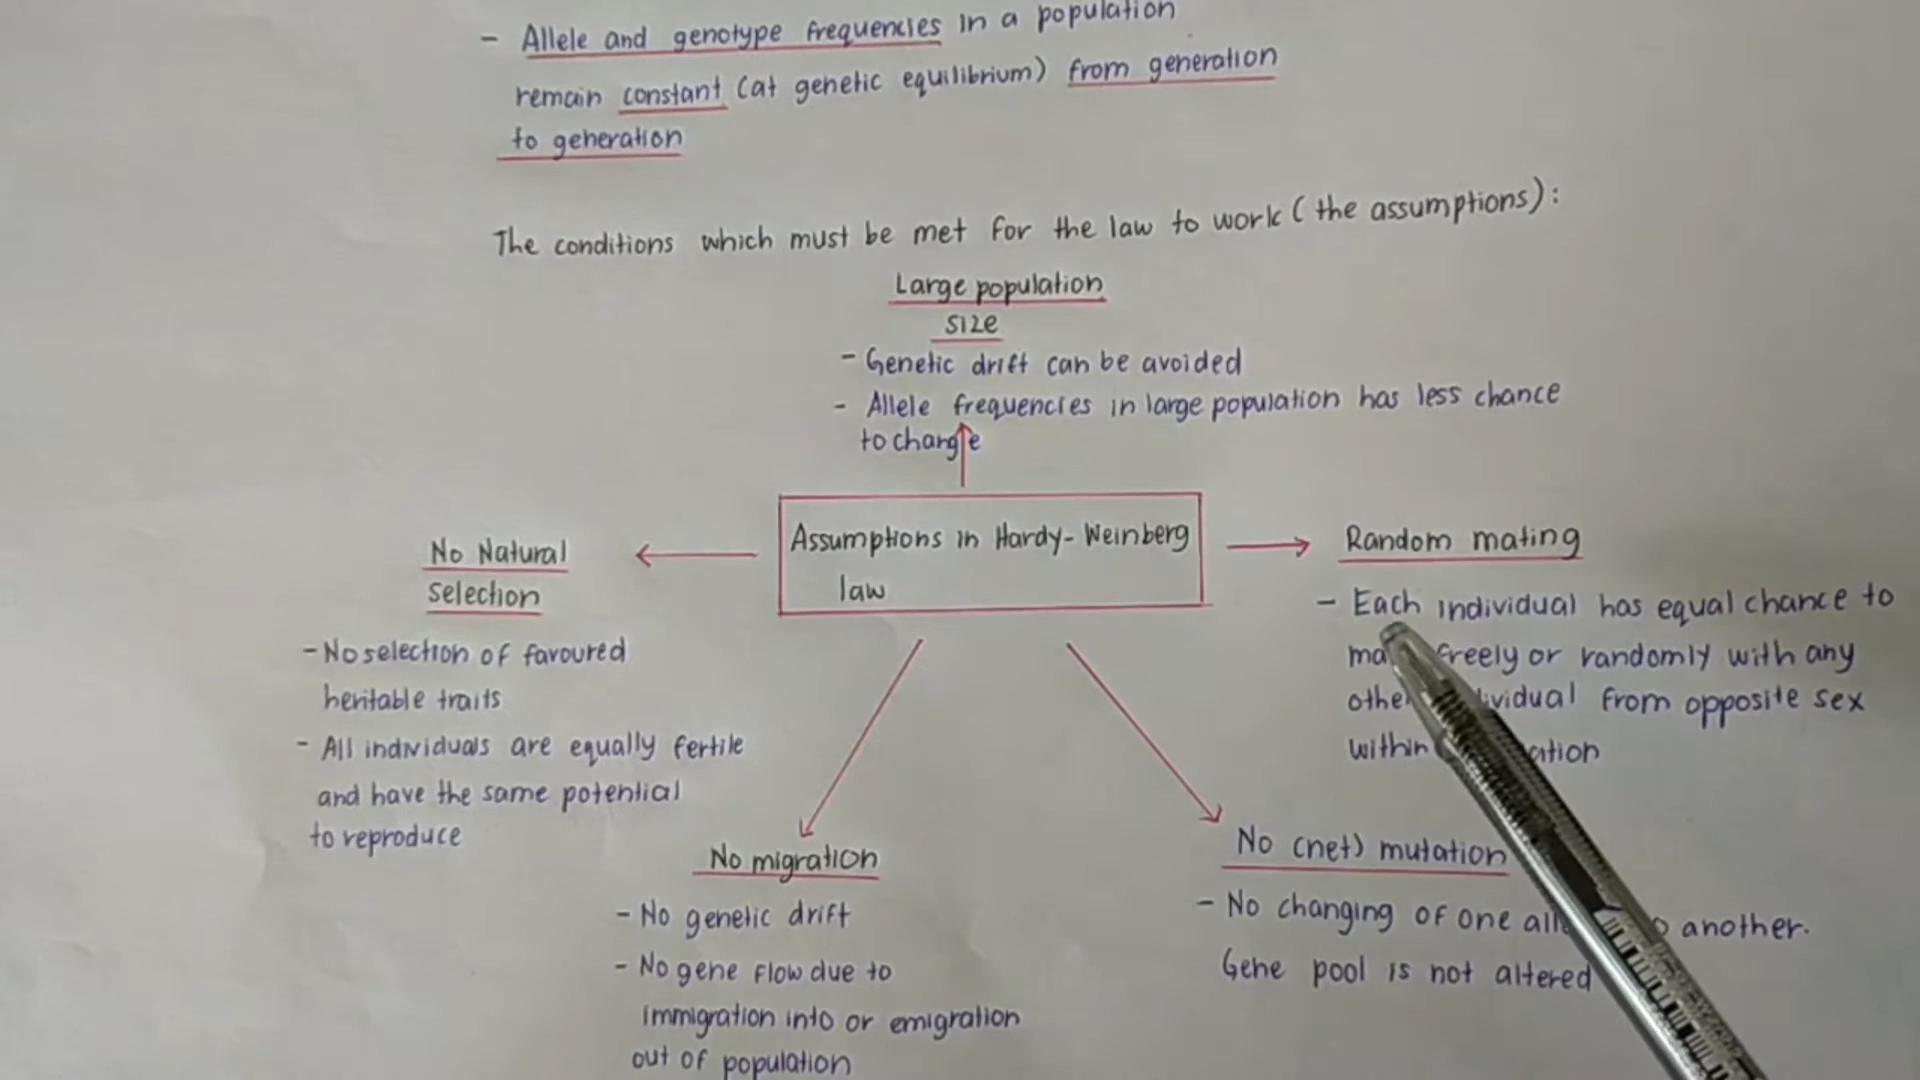 - Allele and genotype frequencies in a population
remain constant (at genetic equilibrium) from generation
to generation
The conditions which must be met for the law to work (the assumptions):
Large population
size
- Genetic drift can be avoided
- Allele frequencies in large population has less chance
to change
Assumptions in Hardy-Weinberg
law
No Natural
selection
- No selection of favoured
heritable traits
- All individuals are equally fertile
and have the same potential
to reproduce
Random mating
- Each individual has equal chance to
freely or randomly with any
from opposite sex
within
No migration
- No genetic drift
- No gene flow due to
immigration into or emigration
out of population
No (net) mutation
- No changing of one another.
Gene pool is not altered